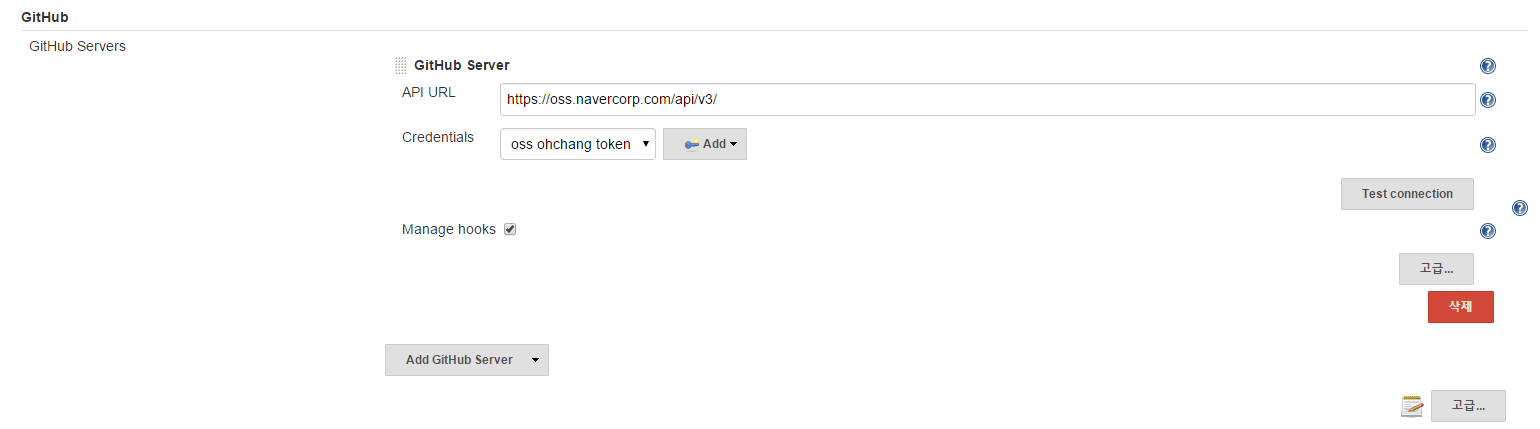 GitHub
GitHub Servers
GitHub Server
API URL https://oss.navercorp.com/api/v3/
Credentials oss ohchang token Add
Test connection
Manage hooks
고급...
삭제
Add GitHub Server
고급...